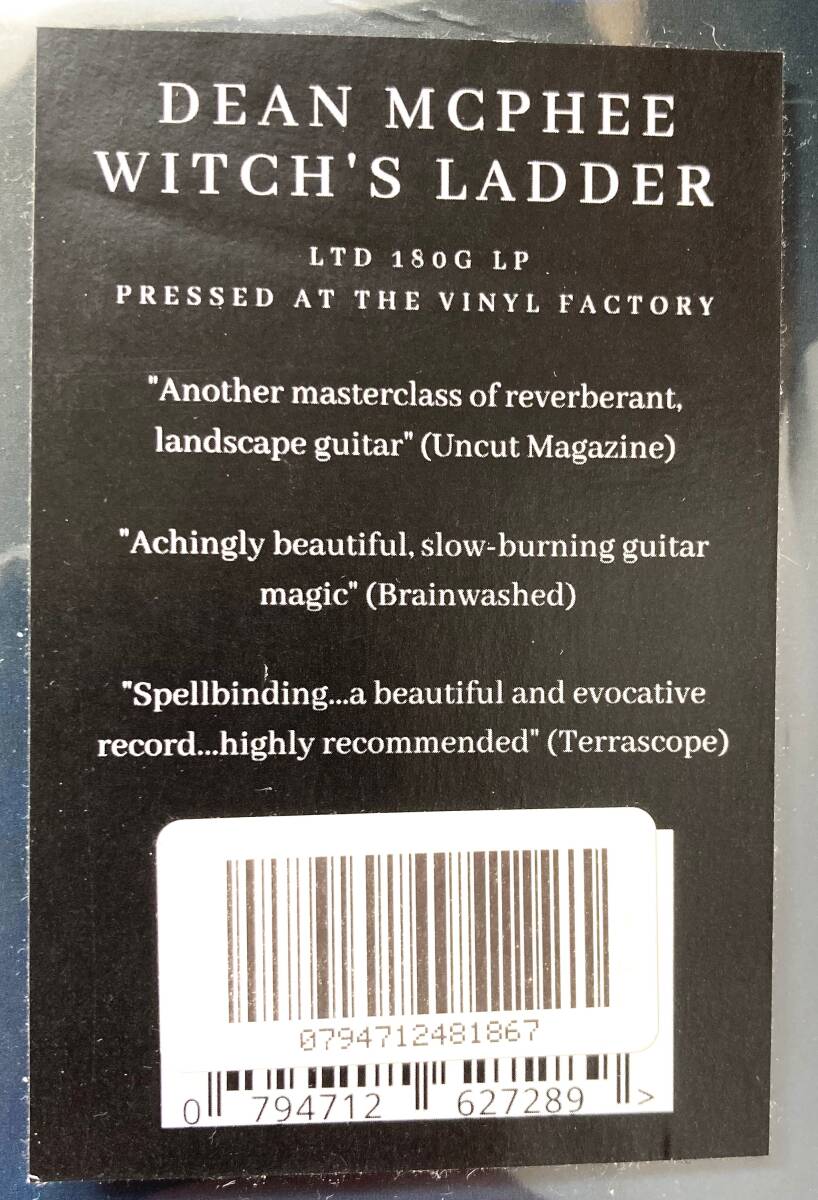 DEAN MCPHEE
WITCH'S LADDER
LTD 180G LP
PRESSED AT THE VINYL FACTORY
"Another masterclass of reverberant,
landscape guitar" (Uncut Magazine)
"Achingly beautiful, slow-burning guitar
magic" (Brainwashed)
"Spellbinding...a beautiful and evocative
record...highly recommended" (Terrascope)
0794712481867
0 794712 627289 >